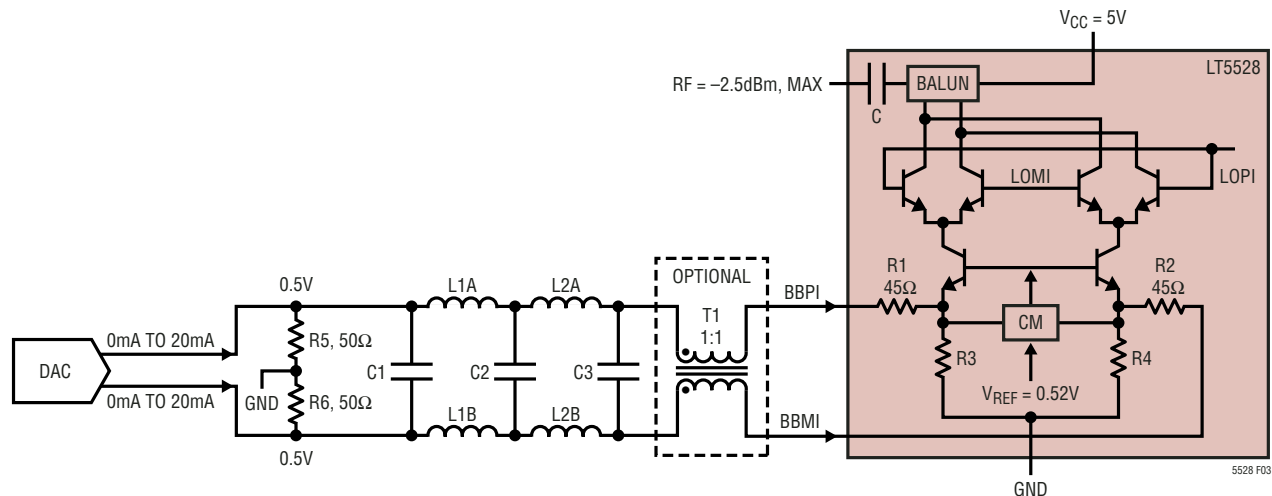 V_CC = 5V
LT5528
RF = –2.5dBm, MAX
BALUN
C
LOMI
LOPI
OPTIONAL
R1
45Ω
R2
45Ω
0.5V
L1A
L2A
T1
1:1
BBPI
CM
0mA TO 20mA
R5, 50Ω
DAC
C1
C2
C3
R3
R4
GND
0mA TO 20mA
R6, 50Ω
V_REF = 0.52V
L1B
L2B
BBMI
0.5V
5528 F03
GND